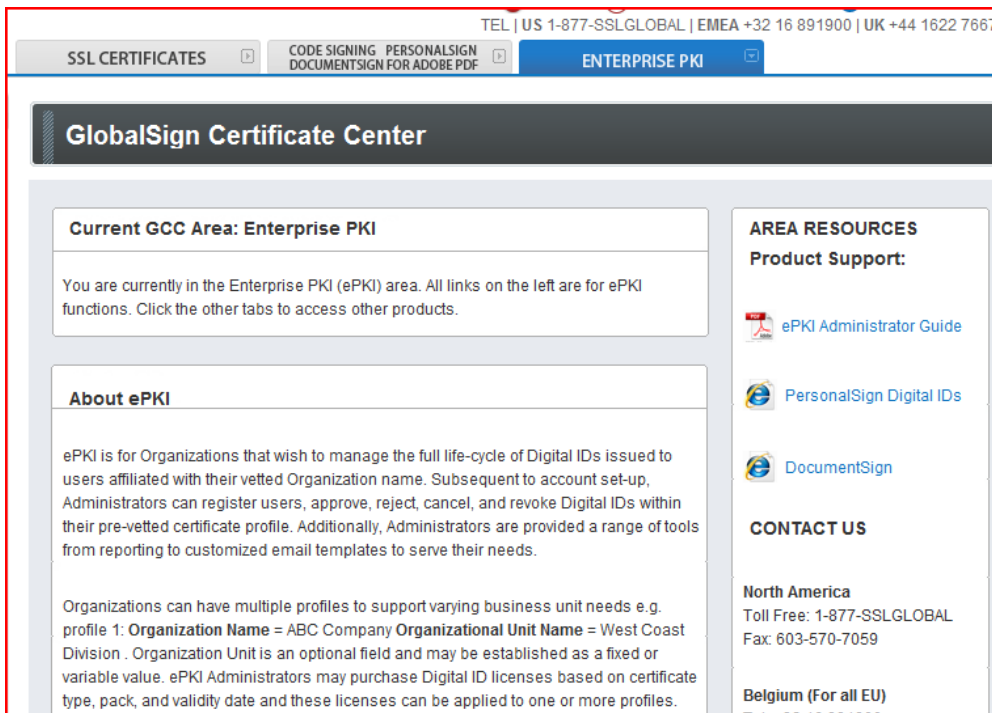 TEL | US 1-877-SSLGLOBAL | EMEA +32 16 891900 | UK +44 1622 7667
SSL CERTIFICATES
CODE SIGNING PERSONALSIGN
DOCUMENTSIGN FOR ADOBE PDF
ENTERPRISE PKI
GlobalSign Certificate Center
Current GCC Area: Enterprise PKI
You are currently in the Enterprise PKI (ePKI) area. All links on the left are for ePKI
functions. Click the other tabs to access other products.
About ePKI
ePKI is for Organizations that wish to manage the full life-cycle of Digital IDs issued to
users affiliated with their vetted Organization name. Subsequent to account set-up,
Administrators can register users, approve, reject, cancel, and revoke Digital IDs within
their pre-vetted certificate profile. Additionally, Administrators are provided a range of tools
from reporting to customized email templates to serve their needs.
Organizations can have multiple profiles to support varying business unit needs e.g.
profile 1: Organization Name = ABC Company Organizational Unit Name = West Coast
Division . Organization Unit is an optional field and may be established as a fixed or
variable value. ePKI Administrators may purchase Digital ID licenses based on certificate
type, pack, and validity date and these licenses can be applied to one or more profiles.
AREA RESOURCES
Product Support:
PDF
ePKI Administrator Guide
PersonalSign Digital IDs
DocumentSign
CONTACT US
North America
Toll Free: 1-877-SSLGLOBAL
Fax: 603-570-7059
Belgium (For all EU)